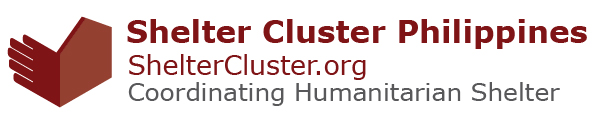 Shelter Cluster Philippines
ShelterCluster.org
Coordinating Humanitarian Shelter